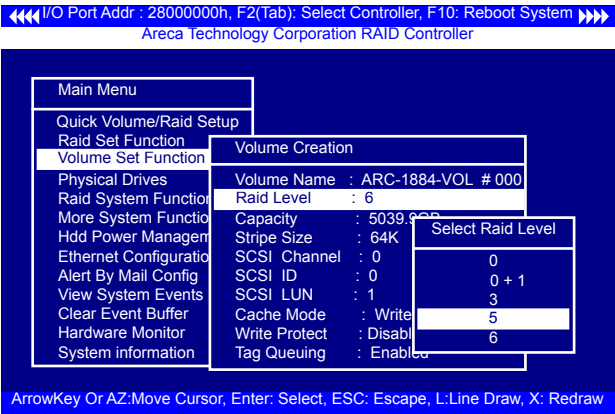 I/O Port Addr : 28000000h, F2(Tab): Select Controller, F10: Reboot System
Areca Technology Corporation RAID Controller
Main Menu
Quick Volume/Raid Setup
Raid Set Function
Volume Set Function
Physical Drives
Raid System Function
More System Functio
Hdd Power Managem
Ethernet Configuratio
Alert By Mail Config
View System Events
Clear Event Buffer
Hardware Monitor
System information
Volume Creation
Volume Name : ARC-1884-VOL # 000
Raid Level : 6
Capacity : 5039.9GB
Stripe Size : 64K
SCSI Channel : 0
SCSI ID : 0
SCSI LUN : 1
Cache Mode : Write
Write Protect : Disabl
Tag Queuing : Enabled
Select Raid Level
0
0 + 1
3
5
6
ArrowKey Or AZ:Move Cursor, Enter: Select, ESC: Escape, L:Line Draw, X: Redraw